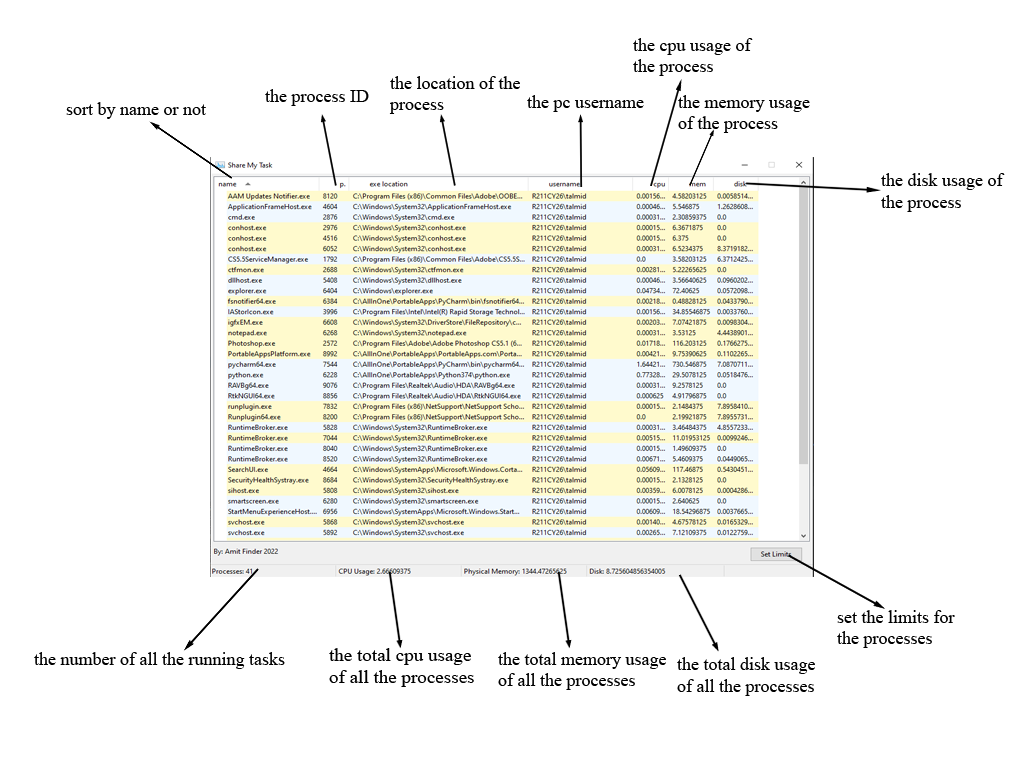 the cpu usage of
the process
the location of the
process
the process ID
the pc username
the memory usage
of the process
sort by name or not
the disk usage of
the process
Share My Task
name p. exe location username cpu mem disk
AAM Updates Notifier.exe 8120 C:\Program Files (x86)\Common Files\Adobe\OOBE... R211CY26\talmid 0.00156... 4.58203125 0.0058514...
ApplicationFrameHost.exe 4604 C:\Windows\System32\ApplicationFrameHost.exe R211CY26\talmid 0.00046... 5.546875 1.2628608...
cmd.exe 2876 C:\Windows\System32\cmd.exe R211CY26\talmid 0.00031... 2.30859375 0.0
conhost.exe 2976 C:\Windows\System32\conhost.exe R211CY26\talmid 0.00015... 6.3671875 0.0
conhost.exe 4516 C:\Windows\System32\conhost.exe R211CY26\talmid 0.00015... 6.375 0.0
conhost.exe 6052 C:\Windows\System32\conhost.exe R211CY26\talmid 0.00031... 6.5234375 8.3719182...
CS5.5ServiceManager.exe 1792 C:\Program Files (x86)\Common Files\Adobe\CS5.5S... R211CY26\talmid 0.0 3.58203125 6.3712425...
ctfmon.exe 2688 C:\Windows\System32\ctfmon.exe R211CY26\talmid 0.00281... 5.22265625 0.0
dllhost.exe 5408 C:\Windows\System32\dllhost.exe R211CY26\talmid 0.00046... 3.56640625 0.0960202...
explorer.exe 6404 C:\Windows\explorer.exe R211CY26\talmid 0.04734... 72.40625 0.0572098...
fsnotifier64.exe 6384 C:\AllInOne\PortableApps\PyCharm\bin\fsnotifier64... R211CY26\talmid 0.00218... 0.48828125 0.0433790...
IAStorIcon.exe 3996 C:\Program Files\Intel\Intel(R) Rapid Storage Technol... R211CY26\talmid 0.00156... 34.85546875 0.0033760...
igfxEM.exe 6608 C:\Windows\System32\DriverStore\FileRepository\c... R211CY26\talmid 0.00203... 7.07421875 0.0098304...
notepad.exe 6268 C:\Windows\System32\notepad.exe R211CY26\talmid 0.00031... 3.53125 4.4438901...
Photoshop.exe 2572 C:\Program Files\Adobe\Adobe Photoshop CS5.1 (6... R211CY26\talmid 0.01718... 116.203125 0.1766275...
PortableAppsPlatform.exe 8992 C:\AllInOne\PortableApps\PortableApps.com\Porta... R211CY26\talmid 0.00421... 9.75390625 0.1102265...
pycharm64.exe 7544 C:\AllInOne\PortableApps\PyCharm\bin\pycharm64... R211CY26\talmid 1.64421... 730.546875 7.0870711...
python.exe 6228 C:\AllInOne\PortableApps\Python374\python.exe R211CY26\talmid 0.77328... 29.5078125 0.0518476...
RAVBg64.exe 9076 C:\Program Files\Realtek\Audio\HDA\RAVBg64.exe R211CY26\talmid 0.00031... 9.2578125 0.0
RtkNGUI64.exe 8856 C:\Program Files\Realtek\Audio\HDA\RtkNGUI64.exe R211CY26\talmid 0.000625 4.91796875 0.0
runplugin.exe 7832 C:\Program Files (x86)\NetSupport\NetSupport Scho... R211CY26\talmid 0.00015... 2.1484375 7.8958410...
Runplugin64.exe 8200 C:\Program Files (x86)\NetSupport\NetSupport Scho... R211CY26\talmid 0.0 2.19921875 7.8955731...
RuntimeBroker.exe 5828 C:\Windows\System32\RuntimeBroker.exe R211CY26\talmid 0.00031... 3.46484375 4.8557233...
RuntimeBroker.exe 7044 C:\Windows\System32\RuntimeBroker.exe R211CY26\talmid 0.00515... 11.01953125 0.0099246...
RuntimeBroker.exe 8040 C:\Windows\System32\RuntimeBroker.exe R211CY26\talmid 0.00015... 1.49609375 0.0
RuntimeBroker.exe 8520 C:\Windows\System32\RuntimeBroker.exe R211CY26\talmid 0.00671... 5.4609375 0.0449065...
SearchUI.exe 4664 C:\Windows\SystemApps\Microsoft.Windows.Corta... R211CY26\talmid 0.05609... 117.46875 0.5430451...
SecurityHealthSystray.exe 8684 C:\Windows\System32\SecurityHealthSystray.exe R211CY26\talmid 0.00015... 2.1328125 0.0
sihost.exe 5808 C:\Windows\System32\sihost.exe R211CY26\talmid 0.00359... 6.0078125 0.0004286...
smartscreen.exe 6280 C:\Windows\System32\smartscreen.exe R211CY26\talmid 0.00015... 2.640625 0.0
StartMenuExperienceHost.... 6956 C:\Windows\SystemApps\Microsoft.Windows.Start... R211CY26\talmid 0.00609... 18.54296875 0.0037665...
svchost.exe 5868 C:\Windows\System32\svchost.exe R211CY26\talmid 0.00140... 4.67578125 0.0165329...
svchost.exe 5892 C:\Windows\System32\svchost.exe R211CY26\talmid 0.00265... 7.12109375 0.0122759...
By: Amit Finder 2022
Set Limits
Processes: 41 CPU Usage: 2.66609375 Physical Memory: 1344.47265625 Disk: 8.725604856354005
set the limits for
the processes
the number of all the running tasks
the total cpu usage
of all the processes
the total memory usage
of all the processes
the total disk usage
of all the processes